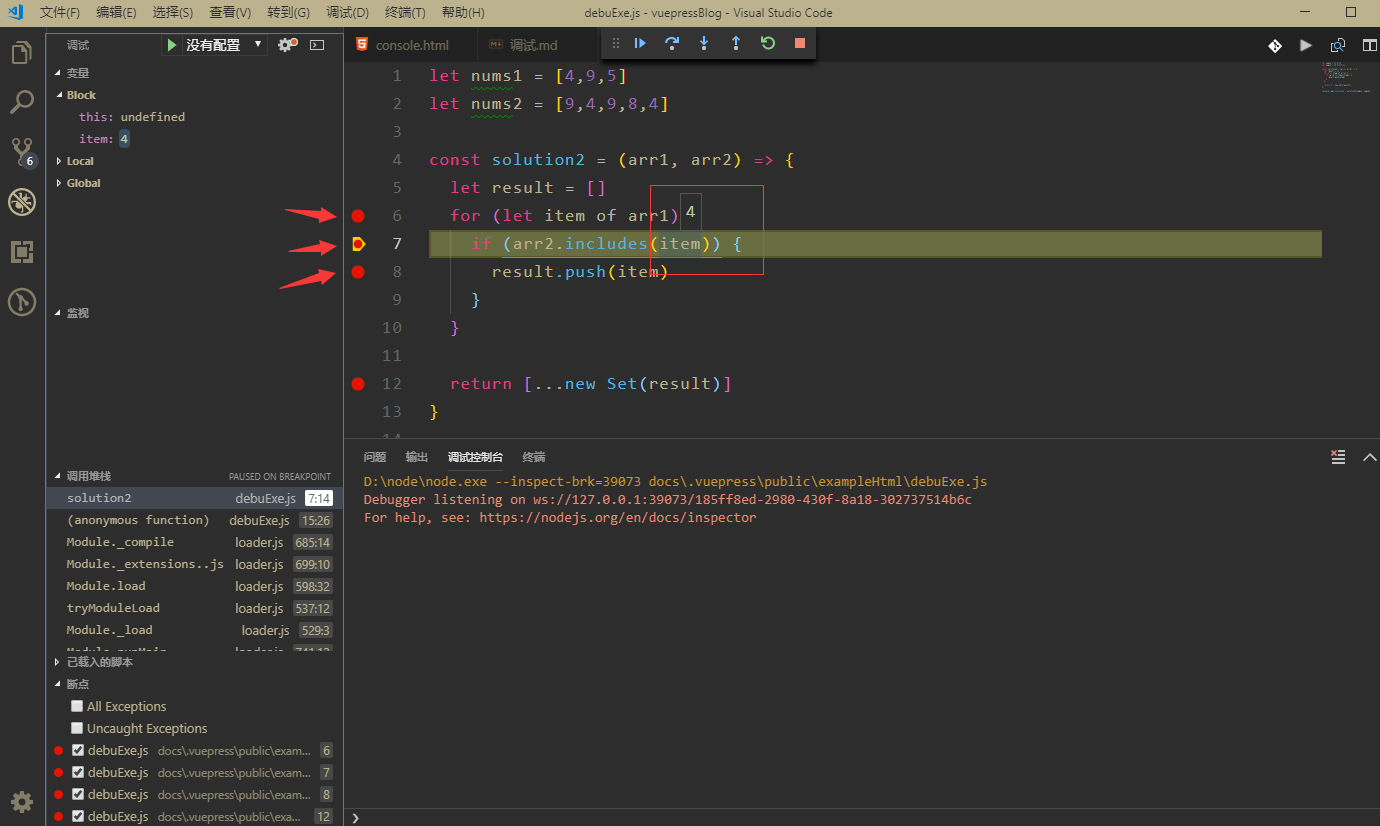 文件(F) 编辑(E) 选择(S) 查看(V) 转到(G) 调试(D) 终端(T) 帮助(H) debuExe.js - vuepressBlog - Visual Studio Code
调试 没有配置
变量
Block
this: undefined
item: 4
Local
Global
监视
调用堆栈 PAUSED ON BREAKPOINT
solution2 debuExe.js 7:14
(anonymous function) debuExe.js 15:26
Module._compile loader.js 685:14
Module._extensions..js loader.js 699:10
Module.load loader.js 598:32
tryModuleLoad loader.js 537:12
Module._load loader.js 529:3
已载入的脚本
断点
All Exceptions
Uncaught Exceptions
debuExe.js docs\.vuepress\public\exam... 6
debuExe.js docs\.vuepress\public\exam... 7
debuExe.js docs\.vuepress\public\exam... 8
debuExe.js docs\.vuepress\public\exa... 12
6
console.html 调试.md
1 let nums1 = [4,9,5]
2 let nums2 = [9,4,9,8,4]
3
4 const solution2 = (arr1, arr2) => {
5 let result = []
6 for (let item of arr1) 4
7 if (arr2.includes(item)) {
8 result.push(item)
9 }
10 }
11
12 return [...new Set(result)]
13 }
14
问题 输出 调试控制台 终端
D:\node\node.exe --inspect-brk=39073 docs\.vuepress\public\exampleHtml\debuExe.js
Debugger listening on ws://127.0.0.1:39073/185ff8ed-2980-430f-8a18-302737514b6c
For help, see: https://nodejs.org/en/docs/inspector